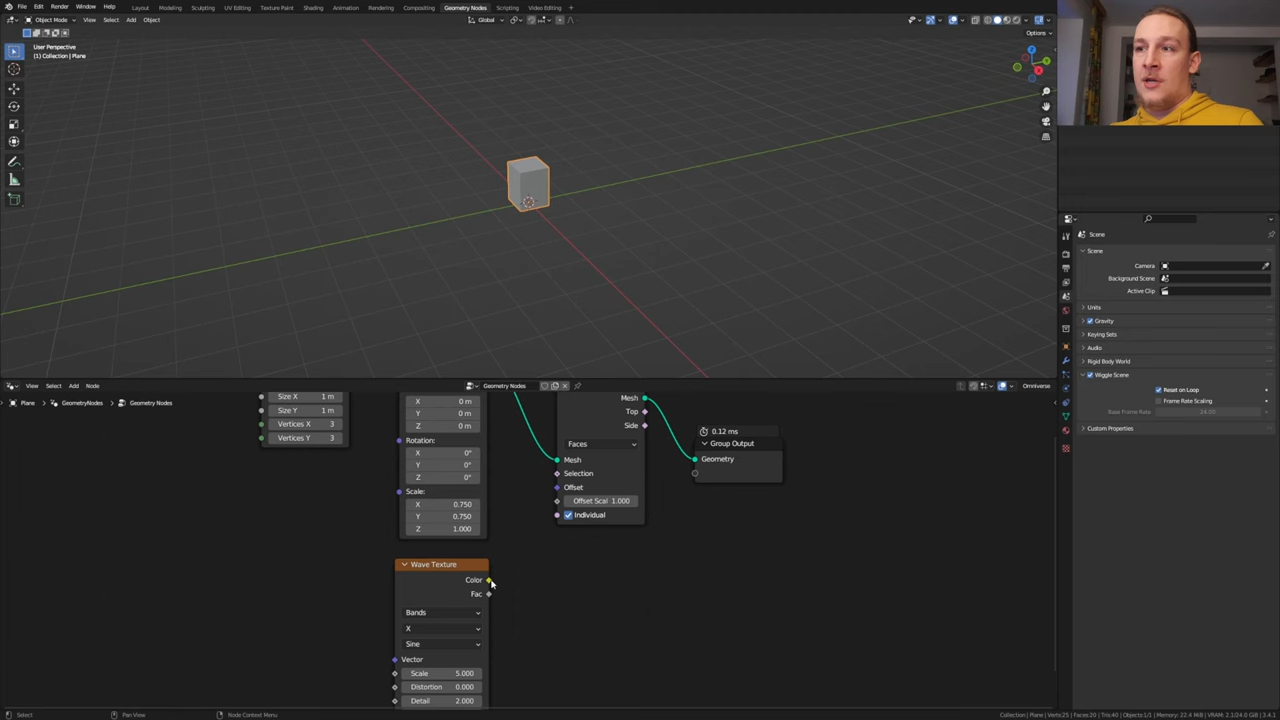 File Edit Render Window Help Layout Modeling Sculpting UV Editing Texture Paint Shading Animation Rendering Compositing Geometry Nodes Scripting Video Editing
Object Mode View Select Add Object Global
Options
User Perspective
(1) Collection | Plane
Z
Y
X
Scene
Scene
Camera
Background Scene
Active Clip
Units
Gravity
Keying Sets
Audio
Rigid Body World
Wiggle Scene
Reset on Loop
Frame Rate Scaling
Base Frame Rate 24.00
Custom Properties
View Select Add Node Geometry Nodes Omniverse
Plane GeometryNodes Geometry Nodes
Size X 1 m
Size Y 1 m
Vertices X 3
Vertices Y 3
X 0 m
Y 0 m
Z 0 m
Rotation:
X 0°
Y 0°
Z 0°
Scale:
X 0.750
Y 0.750
Z 1.000
Mesh
Top
Side
Faces
Mesh
Selection
Offset
Offset Scal 1.000
Individual
0.12 ms
Group Output
Geometry
Wave Texture
Color
Fac
Bands
X
Sine
Vector
Scale 5.000
Distortion 0.000
Detail 2.000
Select Pan View Node Context Menu Collection | Plane | Verts:25 | Faces:20 | Tris:40 | Objects:1/1 | Memory: 22.4 MiB | VRAM: 2.1/24.0 GiB | 3.4.1